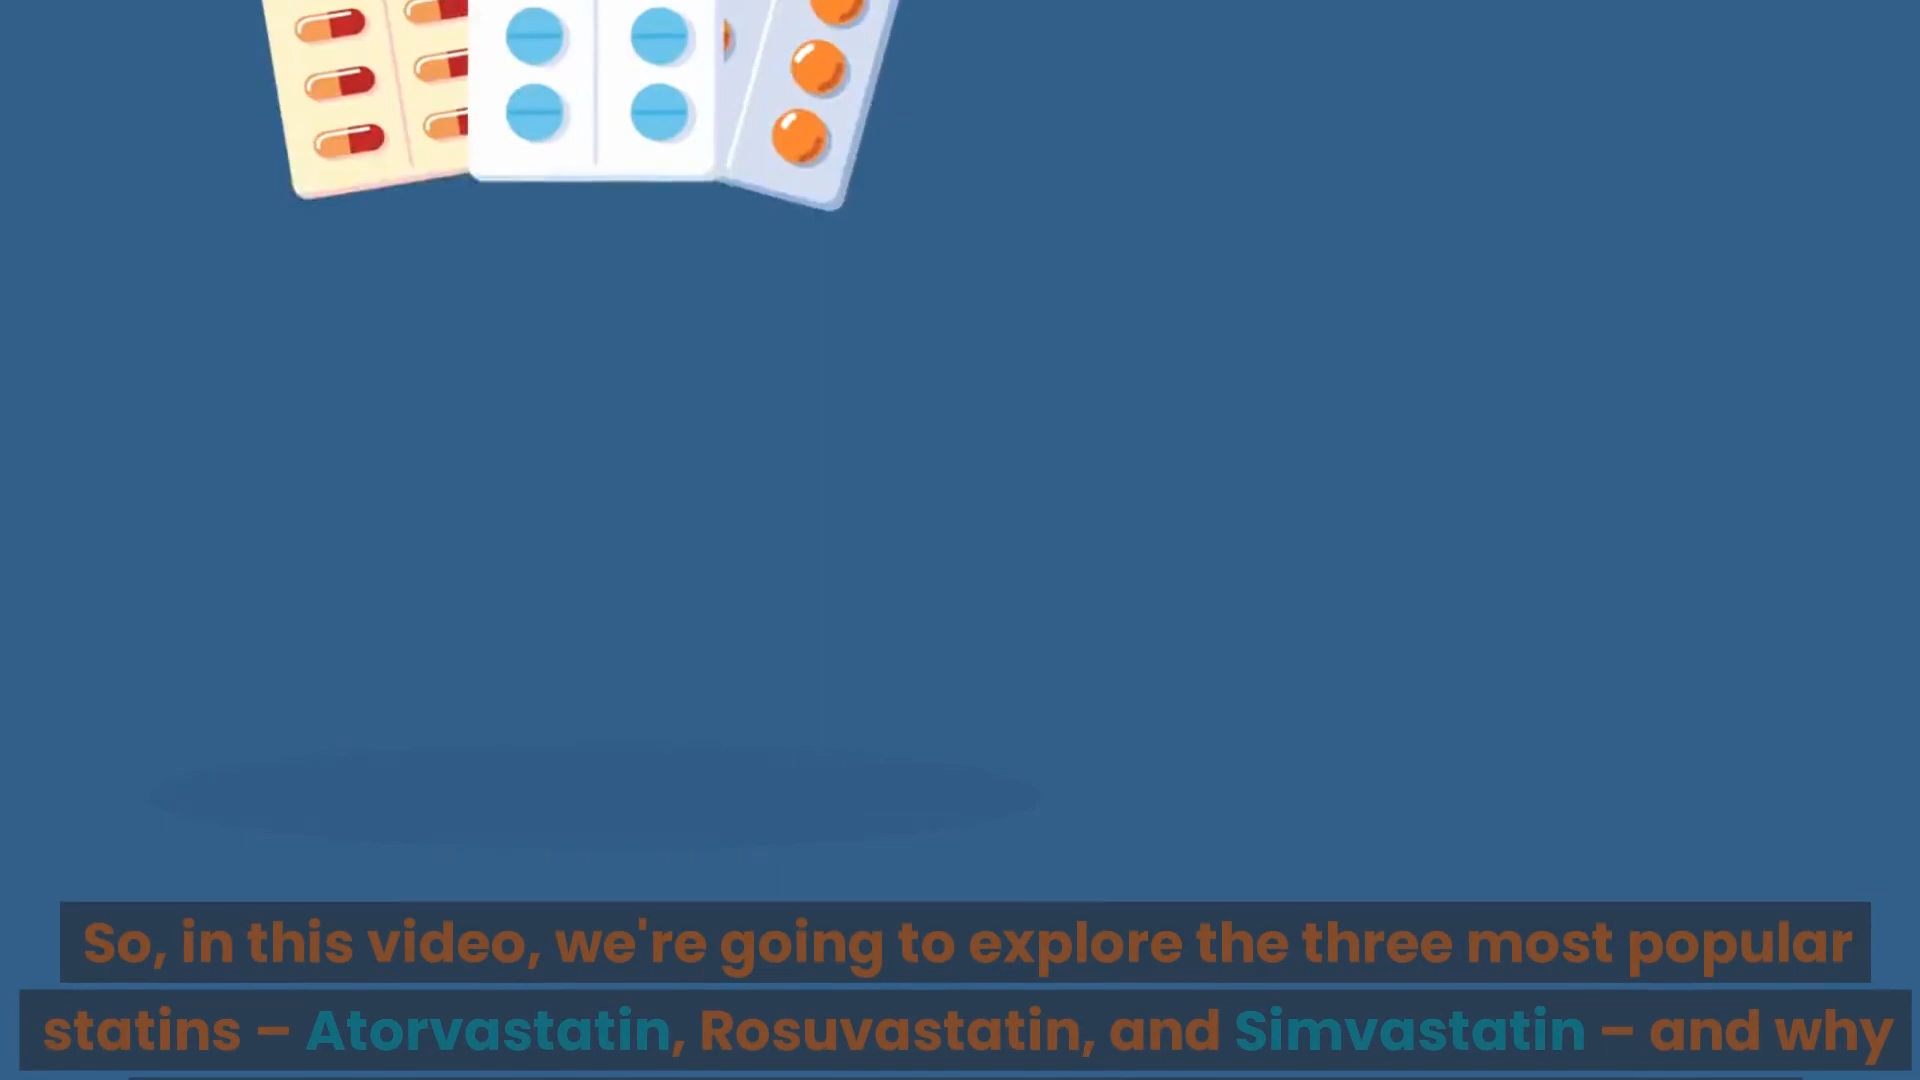 So, in this video, we're going to explore the three most popular
statins – Atorvastatin, Rosuvastatin, and Simvastatin – and why